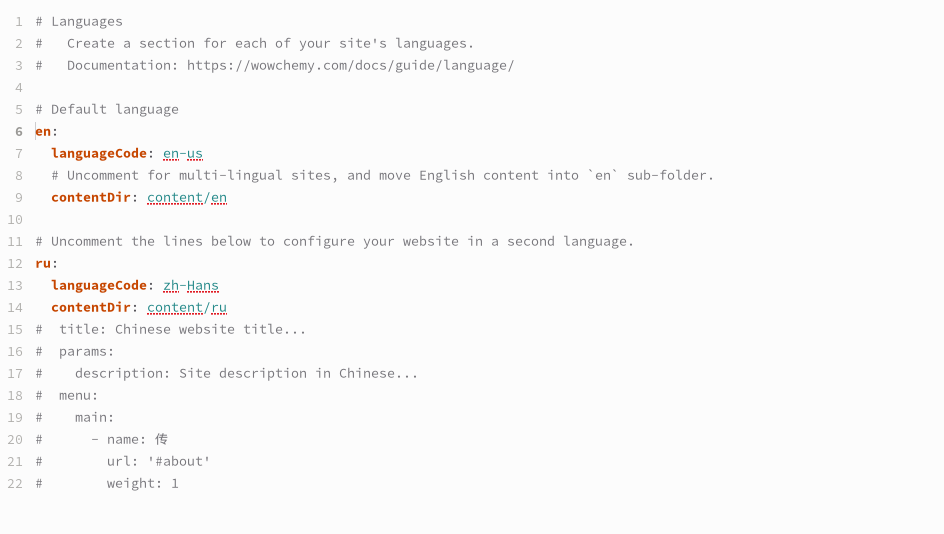 1 # Languages
2 #   Create a section for each of your site's languages.
3 #   Documentation: https://wowchemy.com/docs/guide/language/
4
5 # Default language
6 en:
7   languageCode: en-us
8   # Uncomment for multi-lingual sites, and move English content into `en` sub-folder.
9   contentDir: content/en
10
11 # Uncomment the lines below to configure your website in a second language.
12 ru:
13   languageCode: zh-Hans
14   contentDir: content/ru
15 #  title: Chinese website title...
16 #  params:
17 #    description: Site description in Chinese...
18 #  menu:
19 #    main:
20 #      - name: 传
21 #        url: '#about'
22 #        weight: 1